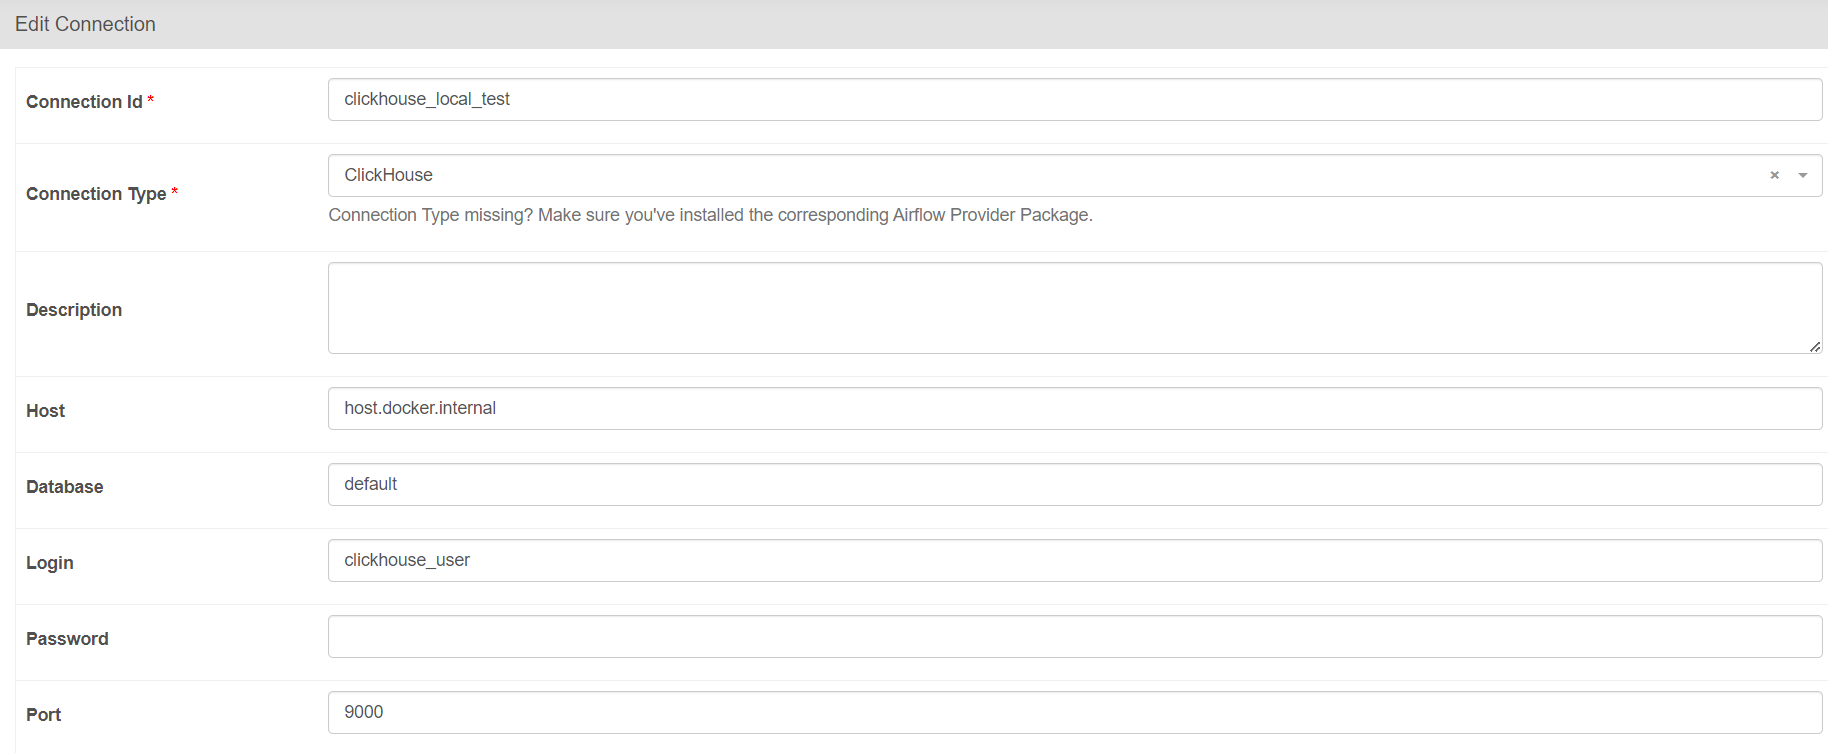 Edit Connection
Connection Id *
clickhouse_local_test
Connection Type *
ClickHouse
× 
Connection Type missing? Make sure you've installed the corresponding Airflow Provider Package.
Description
Host
host.docker.internal
Database
default
Login
clickhouse_user
Password
Port
9000